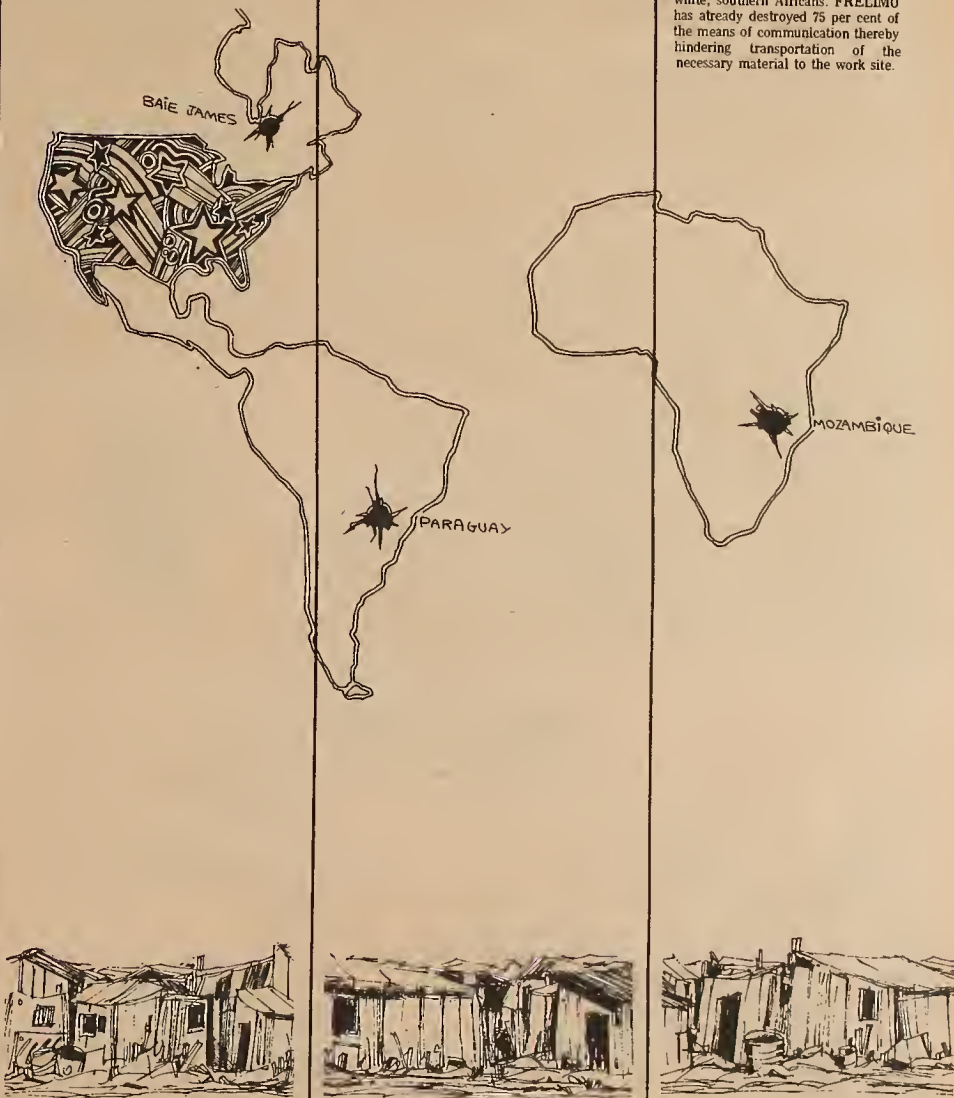 white, southern Africans. FRELIMO
has already destroyed 75 per cent of
the means of communication thereby
hindering transportation of the
necessary material to the work site.
BAIE JAMES
MOZAMBIQUE
PARAGUAY